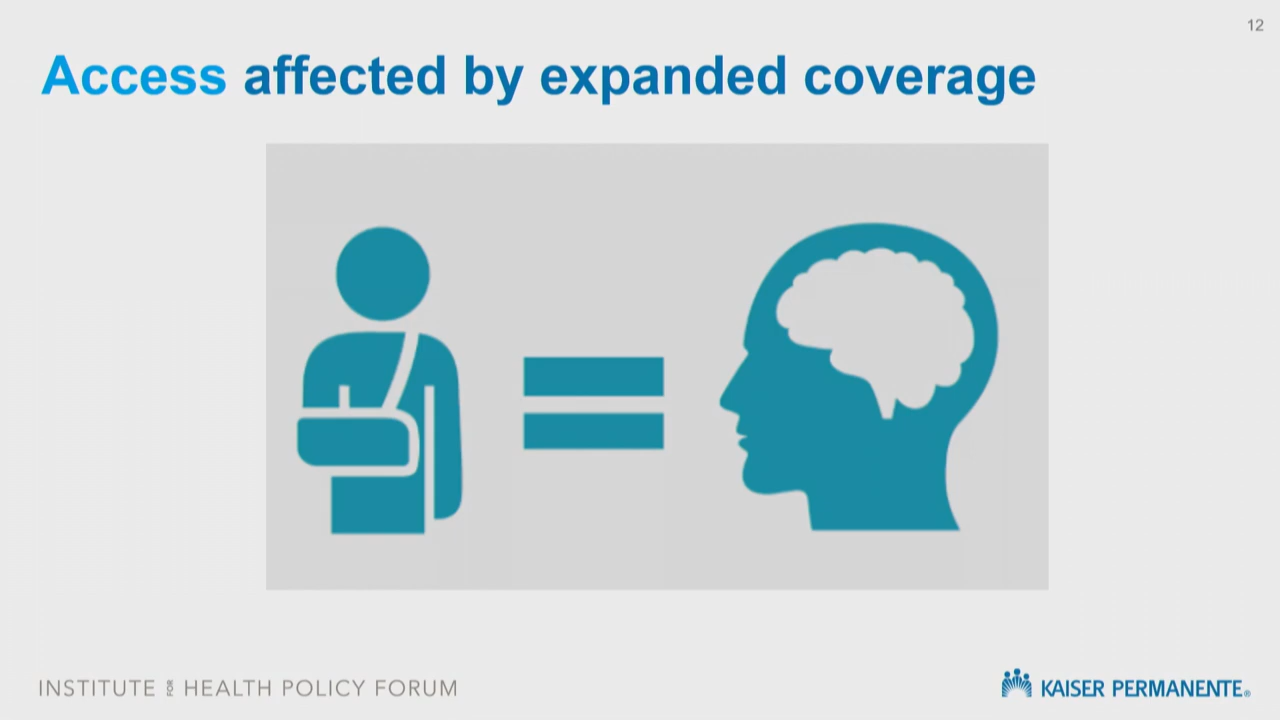 12
Access affected by expanded coverage
INSTITUTE FOR HEALTH POLICY FORUM
KAISER PERMANENTE®